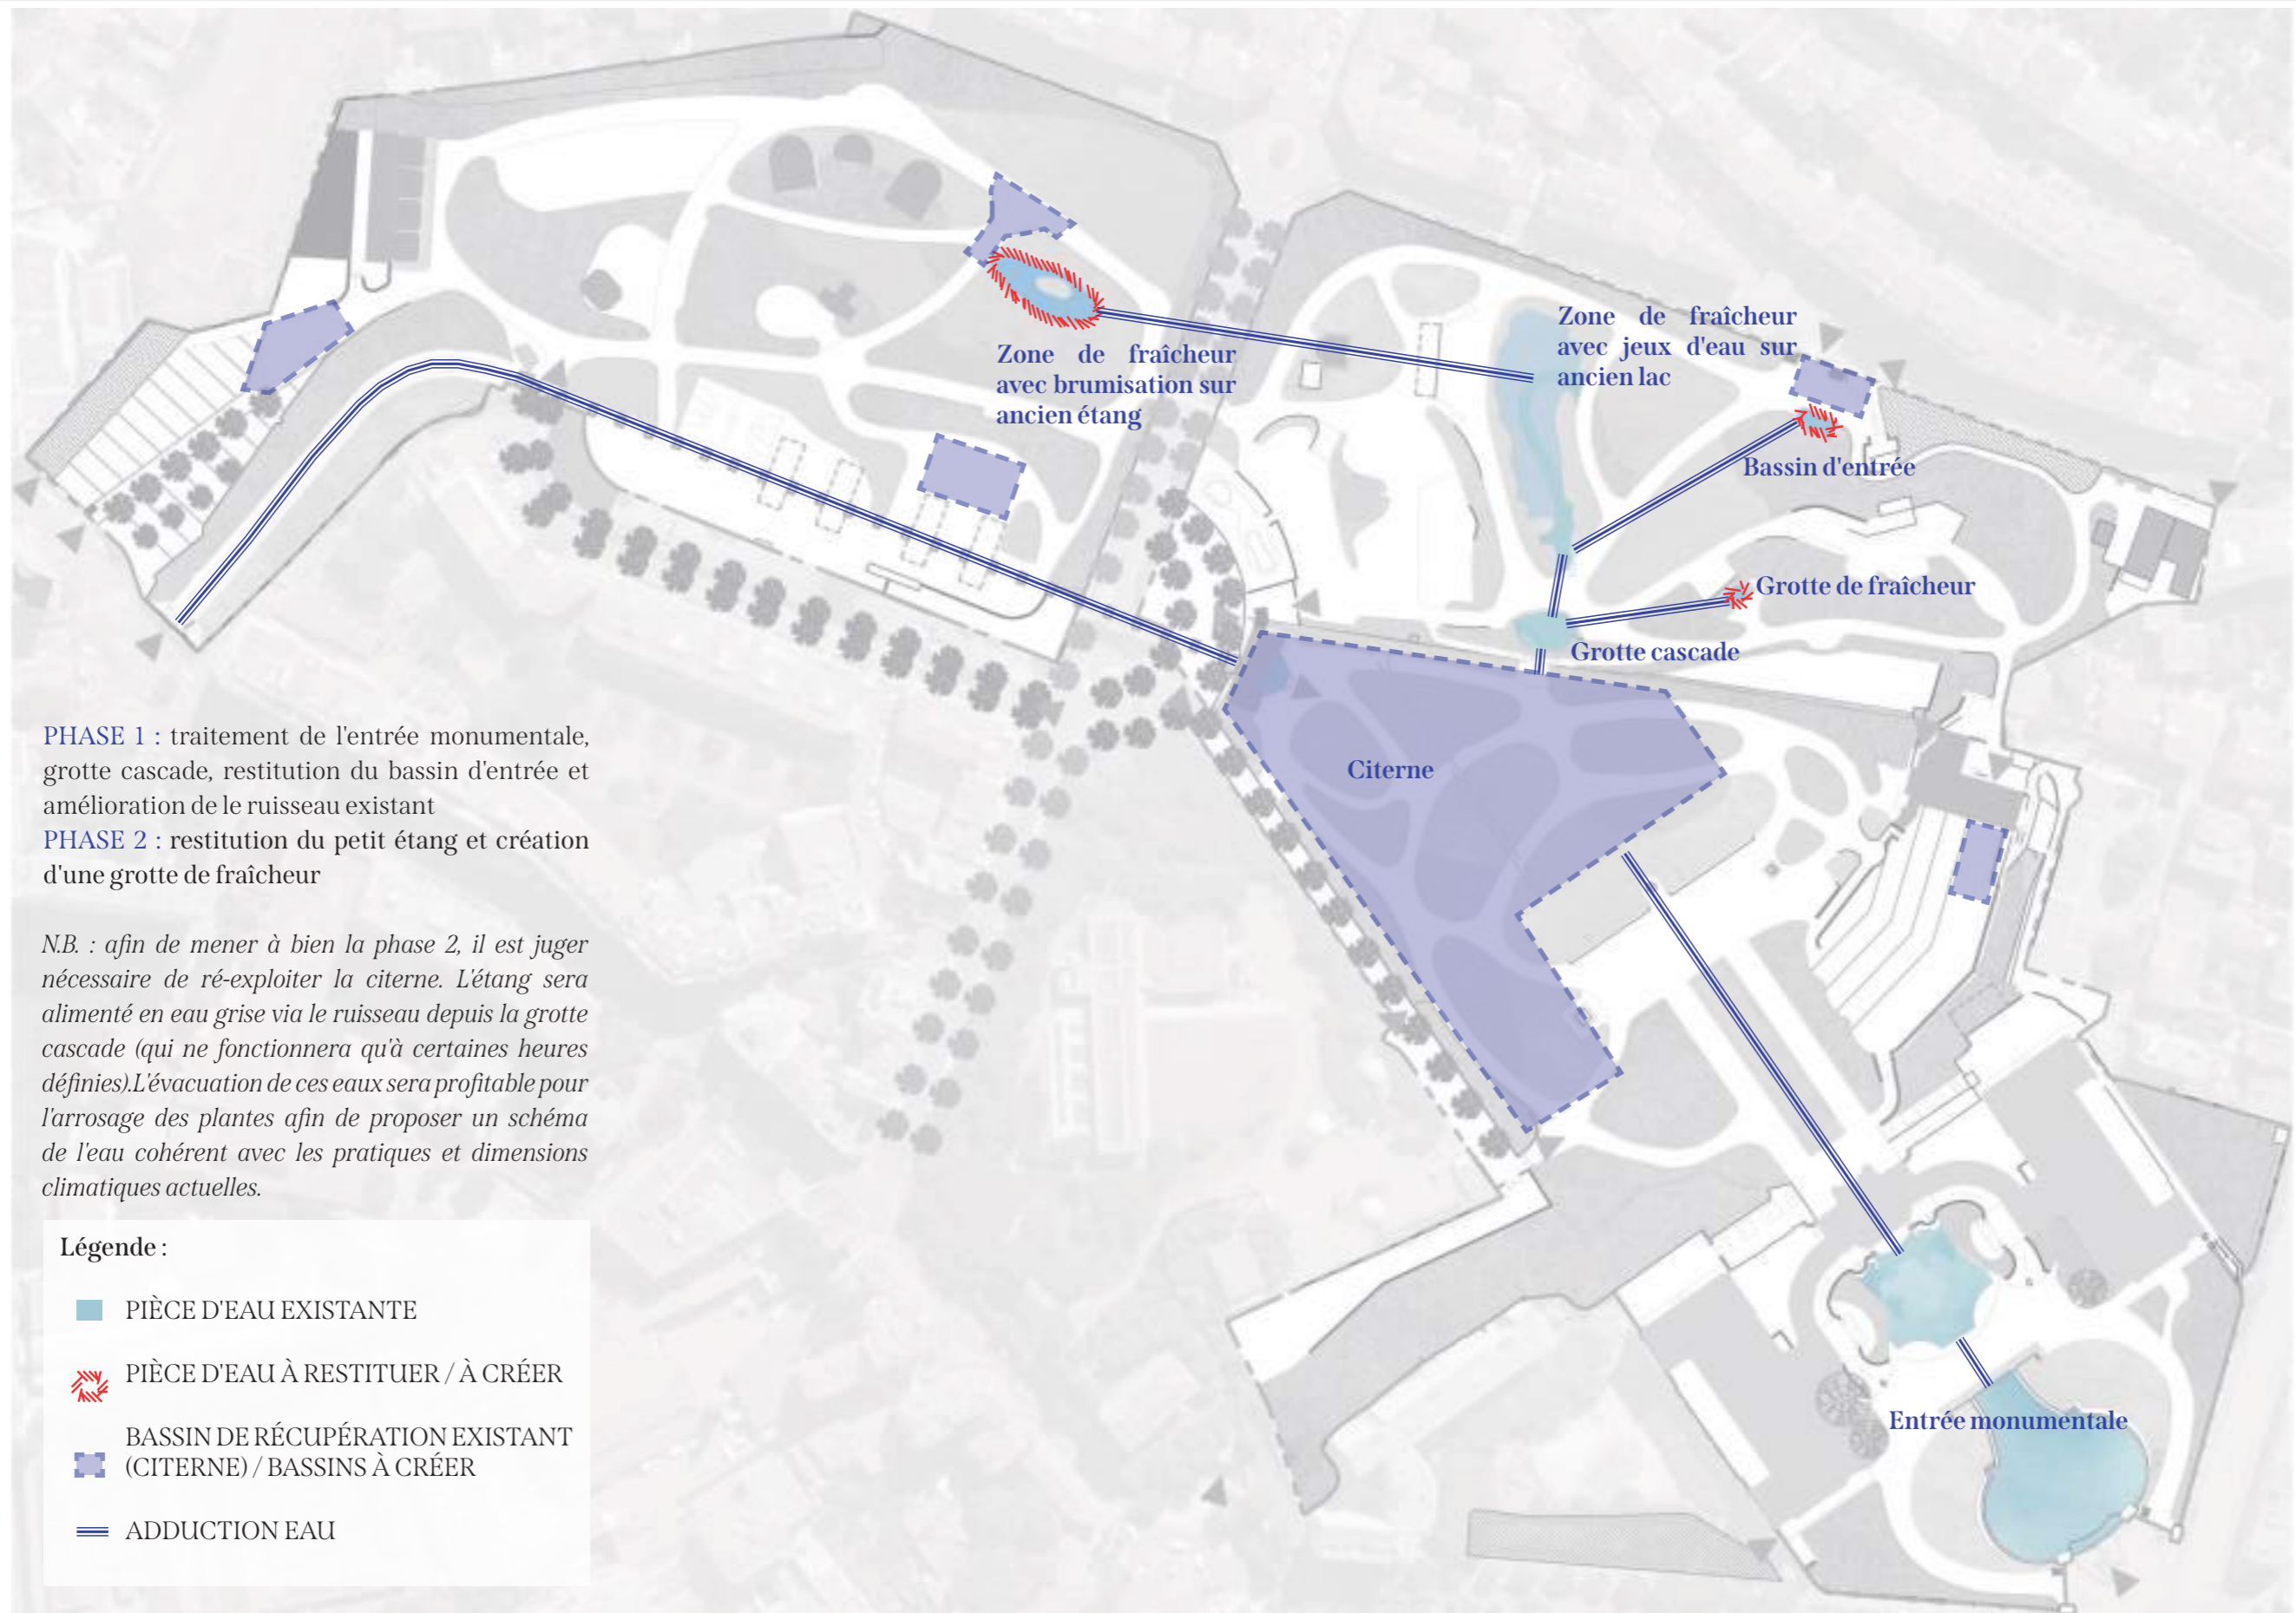 Zone de fraîcheur
avec jeux d'eau sur
ancien lac
Zone de fraîcheur
avec brumisation sur
ancien étang
Bassin d'entrée
Grotte de fraîcheur
Grotte cascade
Citerne
Entrée monumentale
PHASE 1 : traitement de l'entrée monumentale,
grotte cascade, restitution du bassin d'entrée et
amélioration de le ruisseau existant
PHASE 2 : restitution du petit étang et création
d'une grotte de fraîcheur
N.B. : afin de mener à bien la phase 2, il est juger
nécessaire de ré-exploiter la citerne. L'étang sera
alimenté en eau grise via le ruisseau depuis la grotte
cascade (qui ne fonctionnera qu'à certaines heures
définies).L'évacuation de ces eaux sera profitable pour
l'arrosage des plantes afin de proposer un schéma
de l'eau cohérent avec les pratiques et dimensions
climatiques actuelles.
Légende :
PIÈCE D'EAU EXISTANTE
PIÈCE D'EAU À RESTITUER / À CRÉER
BASSIN DE RÉCUPÉRATION EXISTANT
(CITERNE) / BASSINS À CRÉER
ADDUCTION EAU